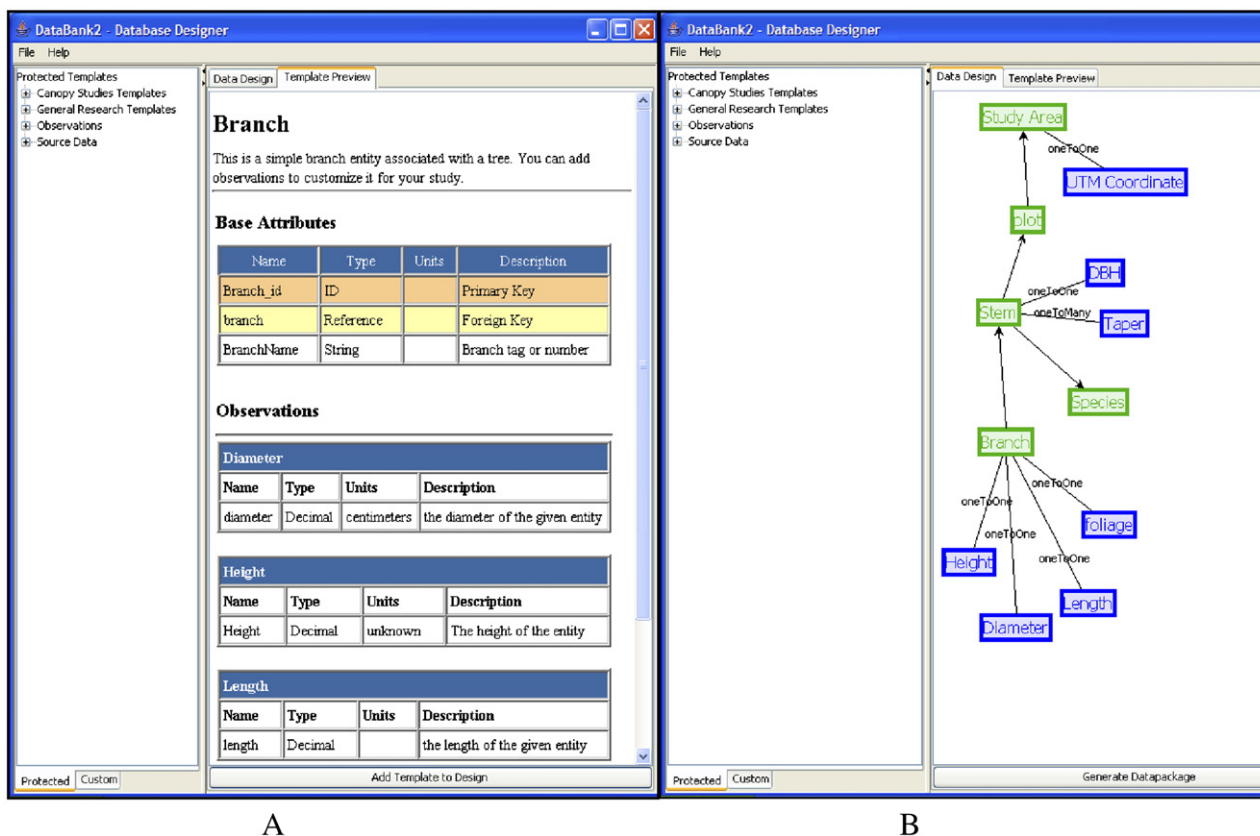 DataBank2 - Database Designer
File Help
Protected Templates
Canopy Studies Templates
General Research Templates
Observations
Source Data
Protected Custom
Data Design Template Preview
Branch
This is a simple branch entity associated with a tree. You can add
observations to customize it for your study.
Base Attributes
Name Type Units Description
Branch_id ID Primary Key
branch Reference Foreign Key
BranchName String Branch tag or number
Observations
Diameter
Name Type Units Description
diameter Decimal centimeters the diameter of the given entity
Height
Name Type Units Description
Height Decimal unknown The height of the entity
Length
Name Type Units Description
length Decimal the length of the given entity
Add Template to Design
A
DataBank2 - Database Designer
File Help
Protected Templates
Canopy Studies Templates
General Research Templates
Observations
Source Data
Protected Custom
Data Design Template Preview
Study Area
oneToOne
UTM Coordinate
plot
DBH
oneToOne
Stem oneToMany
Taper
Species
Branch
oneToOne
oneToOne
foliage
oneToOne
Height
oneToOne
Length
Diameter
Generate Datapackage
B